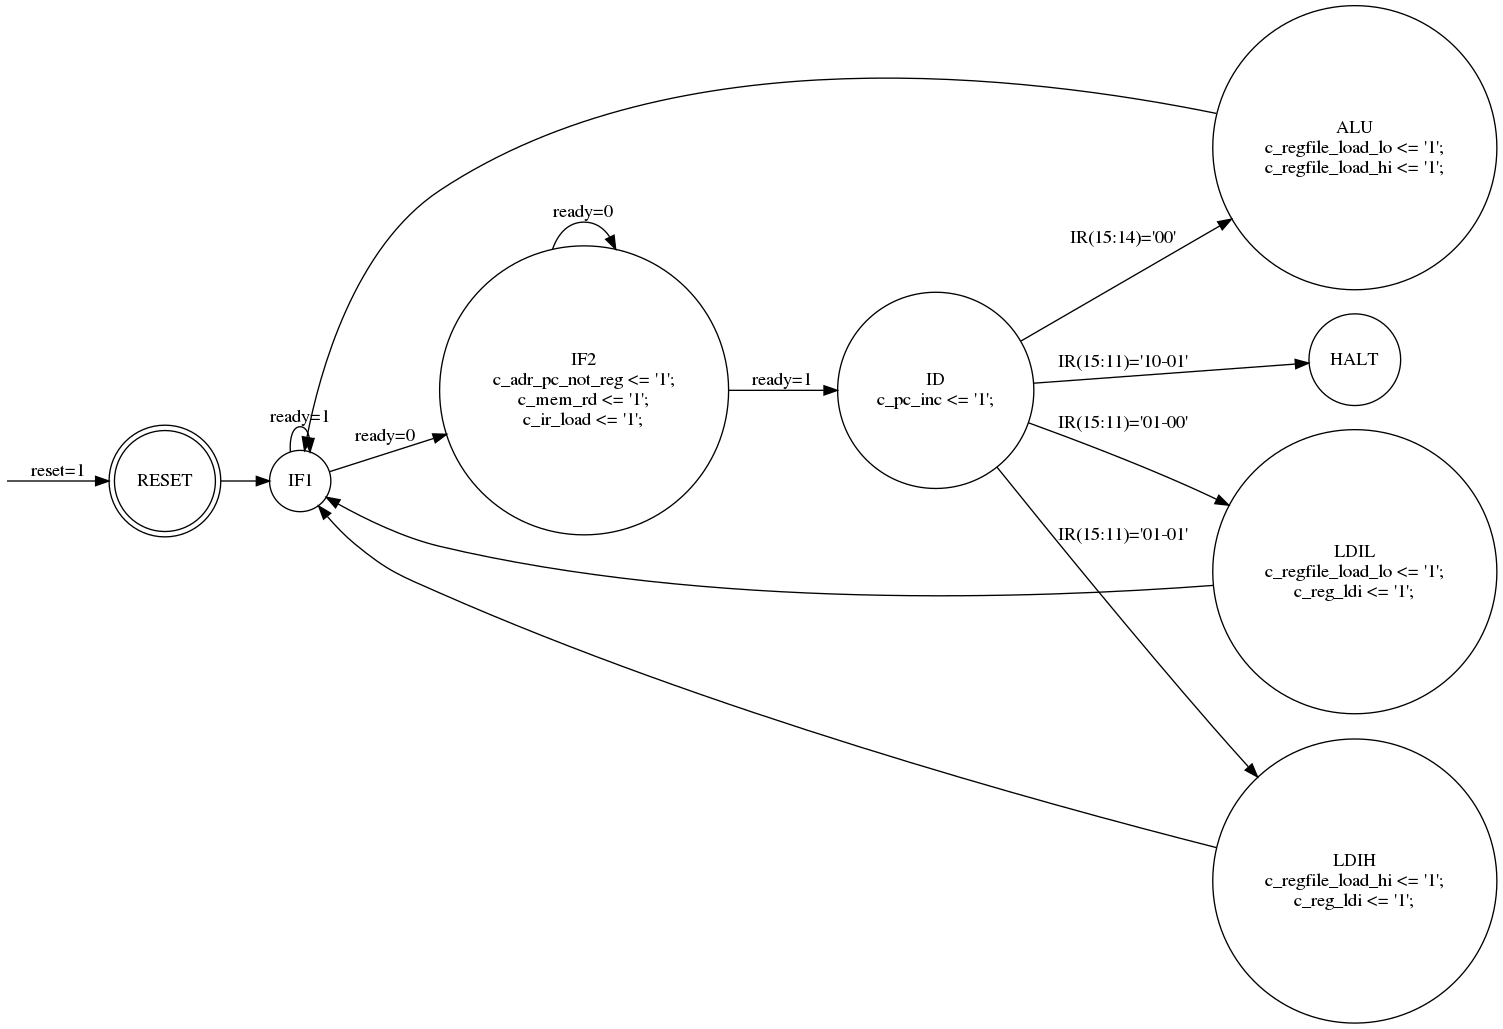 ALU
c_regfile_load_lo <= '1';
c_regfile_load_hi <= '1';
ready=0
IR(15:14)='00'
IF2
c_adr_pc_not_reg <= '1';
c_mem_rd <= '1';
c_ir_load <= '1';
ready=1
ID
c_pc_inc <= '1';
IR(15:11)='10-01'
HALT
ready=1
ready=0
IR(15:11)='01-00'
reset=1
RESET
IF1
IR(15:11)='01-01'
LDIL
c_regfile_load_lo <= '1';
c_reg_ldi <= '1';
LDIH
c_regfile_load_hi <= '1';
c_reg_ldi <= '1';